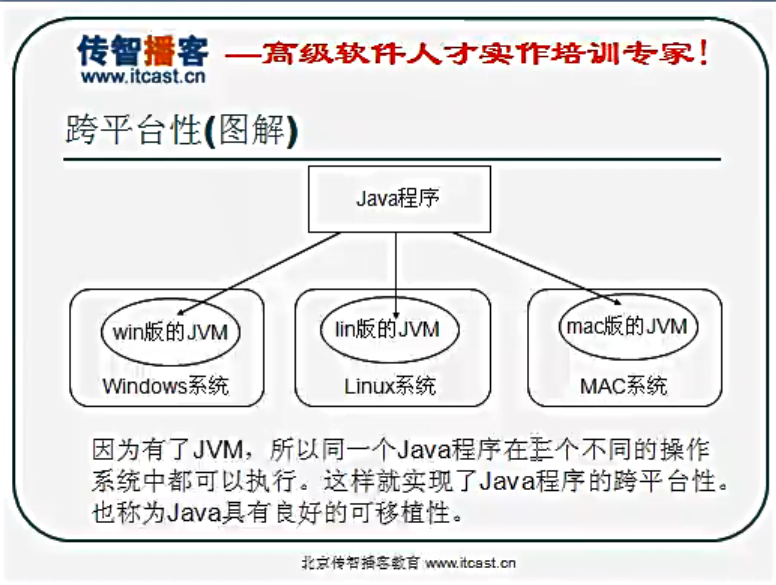 传智播客
—高级软件人才实作培训专家!
www.itcast.cn
跨平台性(图解)
Java程序
win版的JVM
lin版的JVM
mac版的JVM
Windows系统
Linux系统
MAC系统
因为有了JVM，所以同一个Java程序在三个不同的操作
系统中都可以执行。这样就实现了Java程序的跨平台性。
也称为Java具有良好的可移植性。
北京传智播客教育 www.itcast.cn